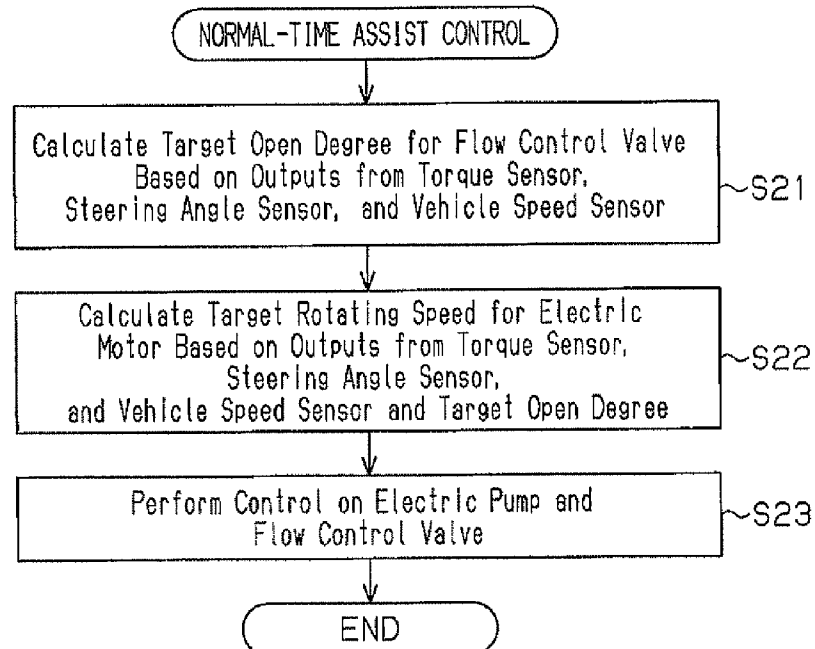 NORMAL-TIME ASSIST CONTROL
Calculate Target Open Degree for Flow Control Valve
Based on Outputs from Torque Sensor,
Steering Angle Sensor, and Vehicle Speed Sensor
S21
Calculate Target Rotating Speed for Electric
Motor Based on Outputs from Torque Sensor,
Steering Angle Sensor,
and Vehicle Speed Sensor and Target Open Degree
S22
Perform Control on Electric Pump and
Flow Control Valve
S23
END